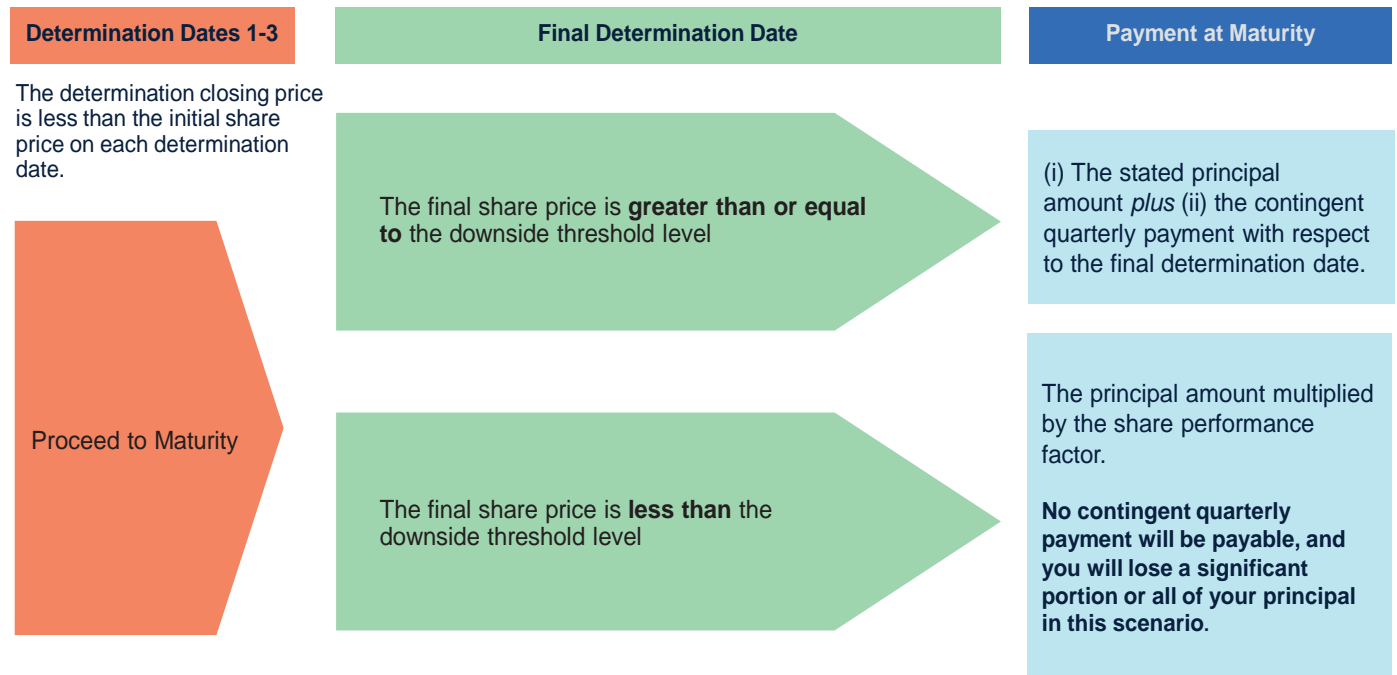 Determination Dates 1-3
Final Determination Date
Payment at Maturity
The determination closing price
is less than the initial share
price on each determination
date.
Proceed to Maturity
The final share price is greater than or equal
to the downside threshold level
(i) The stated principal
amount plus (ii) the contingent
quarterly payment with respect
to the final determination date.
The final share price is less than the
downside threshold level
The principal amount multiplied
by the share performance
factor.
No contingent quarterly
payment will be payable, and
you will lose a significant
portion or all of your principal
in this scenario.